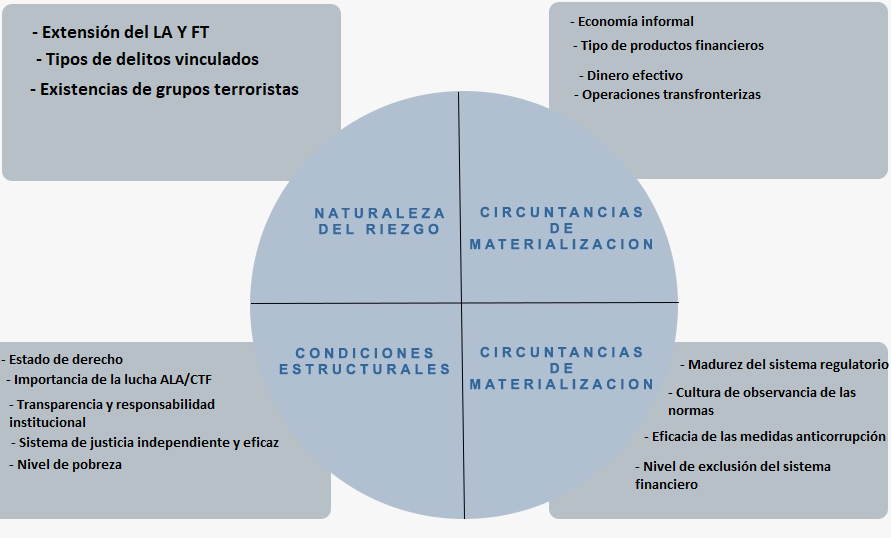 - Extensión del LA Y FT
- Tipos de delitos vinculados
- Existencias de grupos terroristas
- Economía informal
- Tipo de productos financieros
- Dinero efectivo
- Operaciones transfronterizas
NATURALEZA
DEL RIEZGO
CIRCUNTANCIAS
DE
MATERIALIZACION
CONDICIONES
ESTRUCTURALES
CIRCUNTANCIAS
DE
MATERIALIZACION
- Estado de derecho
- Importancia de la lucha ALA/CTF
- Transparencia y responsabilidad
institucional
- Sistema de justicia independiente y eficaz
- Nivel de pobreza
- Madurez del sistema regulatorio
- Cultura de observancia de las
normas
- Eficacia de las medidas anticorrupción
- Nivel de exclusión del sistema
financiero